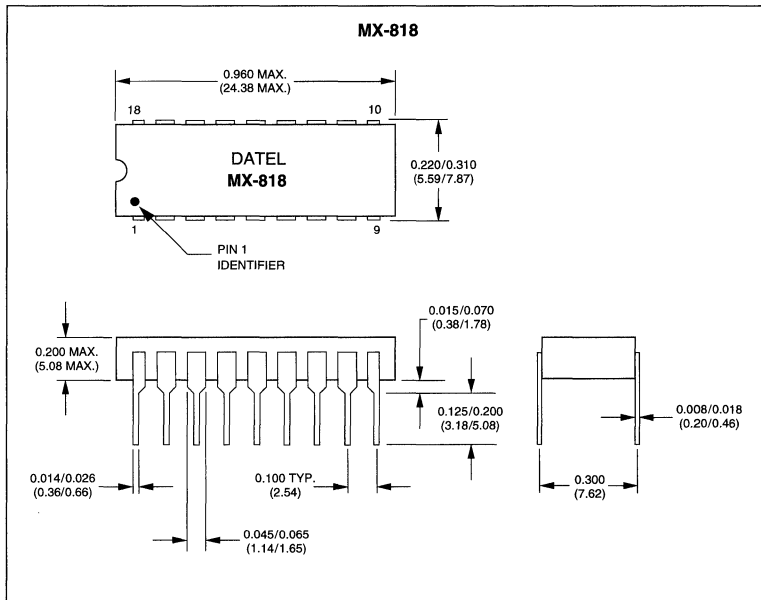 MX-818
0.960 MAX.
(24.38 MAX.)
18
10
DATEL
MX-818
0.220/0.310
(5.59/7.87)
1
9
PIN 1
IDENTIFIER
0.015/0.070
(0.38/1.78)
0.200 MAX.
(5.08 MAX.)
0.125/0.200
(3.18/5.08)
0.008/0.018
(0.20/0.46)
0.014/0.026
(0.36/0.66)
0.100 TYP.
(2.54)
0.300
(7.62)
0.045/0.065
(1.14/1.65)